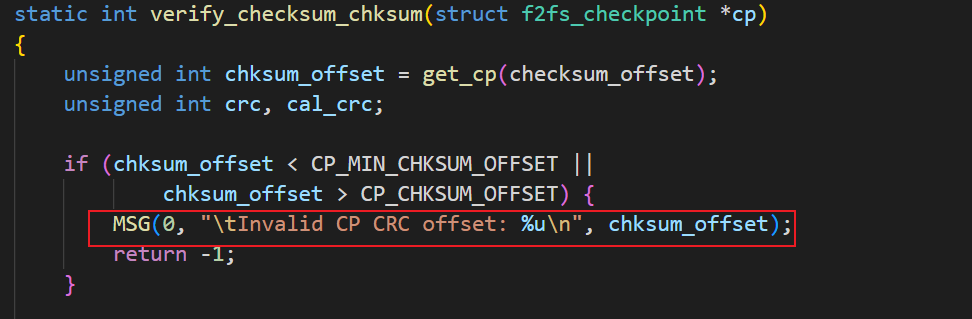 static int verify_checksum_chksum(struct f2fs_checkpoint *cp)
{
    unsigned int chksum_offset = get_cp(checksum_offset);
    unsigned int crc, cal_crc;

    if (chksum_offset < CP_MIN_CHKSUM_OFFSET ||
            chksum_offset > CP_CHKSUM_OFFSET) {
        MSG(0, "\tInvalid CP CRC offset: %u\n", chksum_offset);
        return -1;
    }